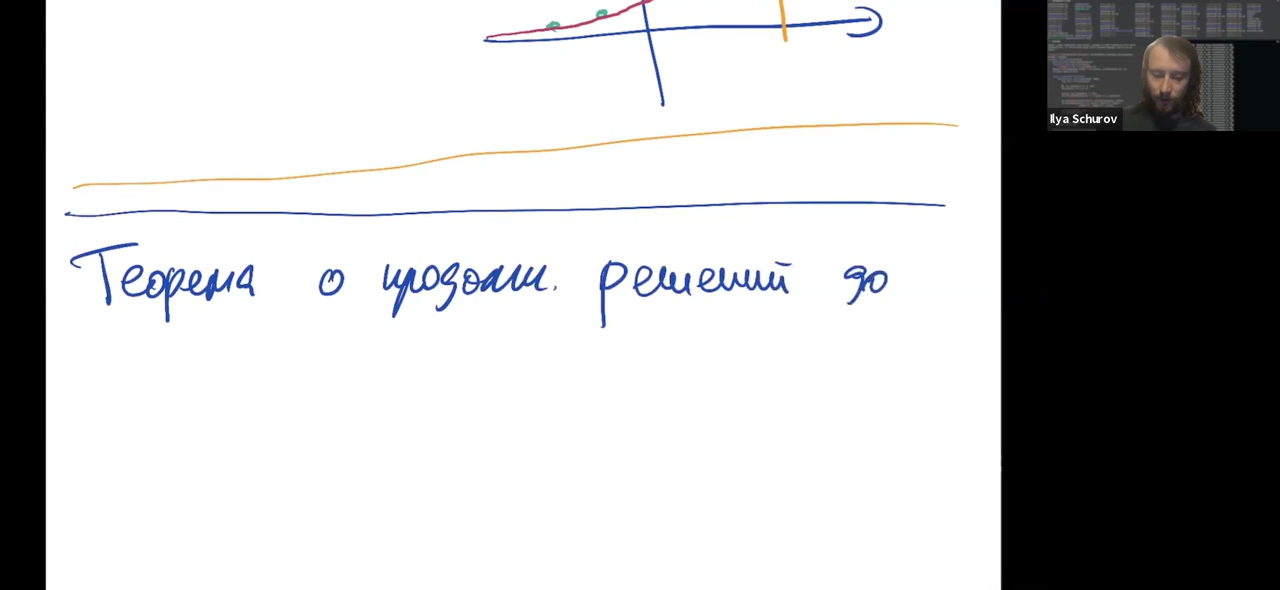 Ilya Schurov
Теорема о продолж. решений до